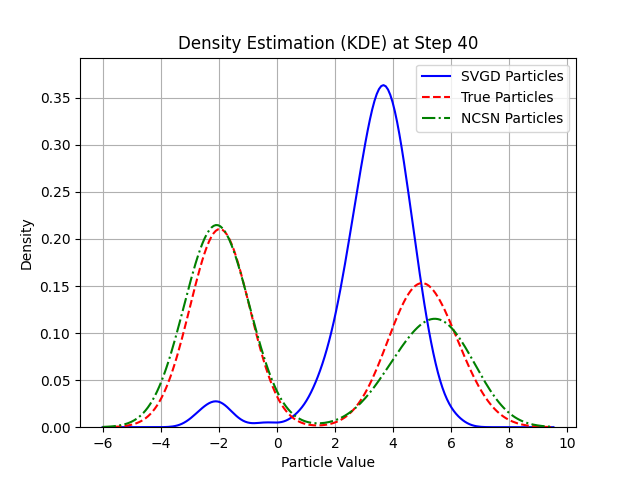 Density Estimation (KDE) at Step 40
SVGD Particles
True Particles
NCSN Particles
Density
0.35
0.30
0.25
0.20
0.15
0.10
0.05
0.00
−6 −4 −2 0 2 4 6 8 10
Particle Value